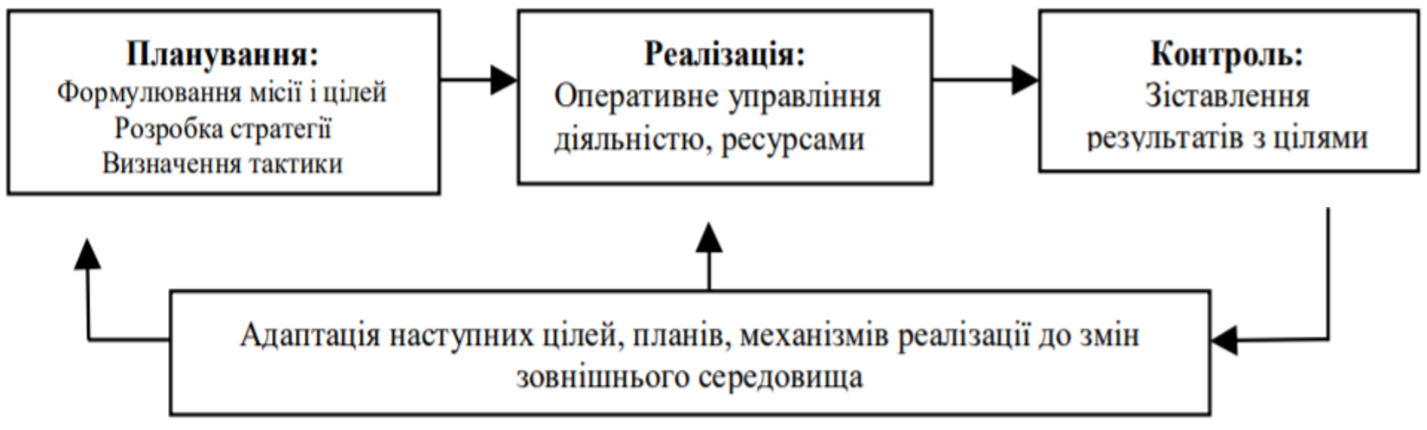 Планування:
Формулювання місії і цілей
Розробка стратегії
Визначення тактики
Реалізація:
Оперативне управління
діяльністю, ресурсами
Контроль:
Зіставлення
результатів з цілями
Адаптація наступних цілей, планів, механізмів реалізації до змін
зовнішнього середовища